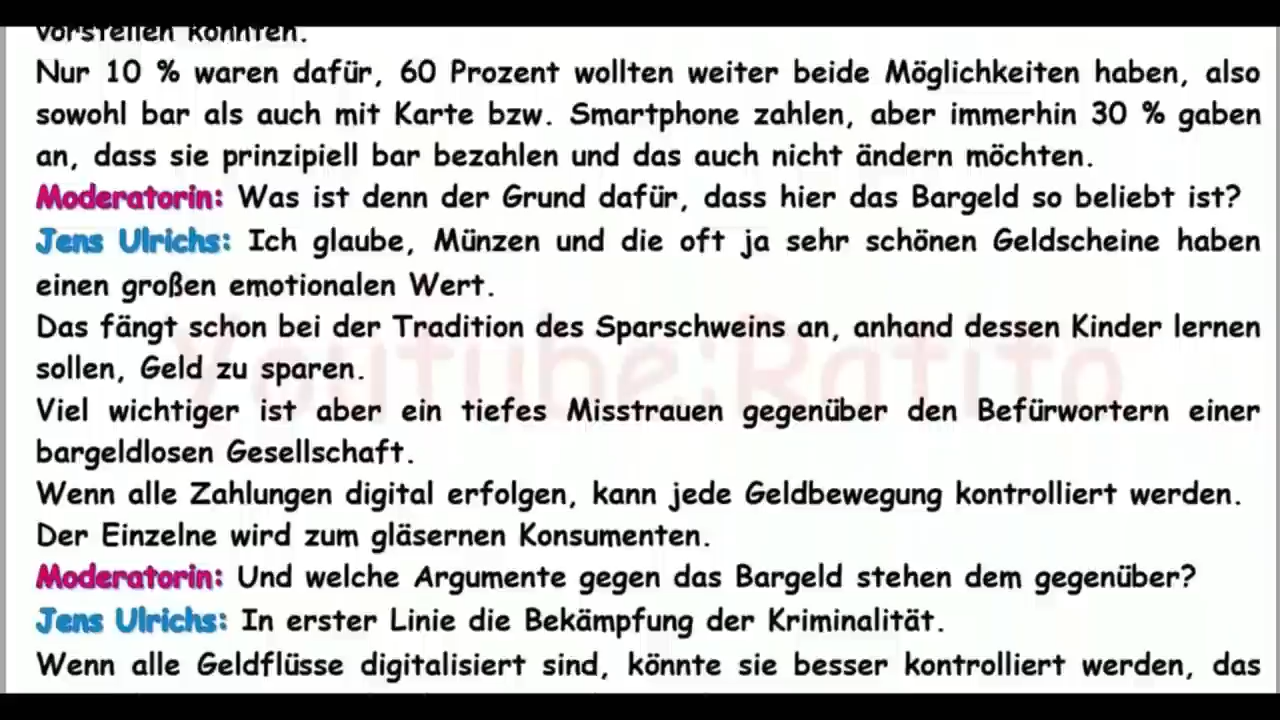 vorstellen könnten.
Nur 10 % waren dafür, 60 Prozent wollten weiter beide Möglichkeiten haben, also
sowohl bar als auch mit Karte bzw. Smartphone zahlen, aber immerhin 30 % gaben
an, dass sie prinzipiell bar bezahlen und das auch nicht ändern möchten.
Moderatorin: Was ist denn der Grund dafür, dass hier das Bargeld so beliebt ist?
Jens Ulrichs: Ich glaube, Münzen und die oft ja sehr schönen Geldscheine haben
einen großen emotionalen Wert.
Das fängt schon bei der Tradition des Sparschweins an, anhand dessen Kinder lernen
sollen, Geld zu sparen.
Youtube:Ratito
Viel wichtiger ist aber ein tiefes Misstrauen gegenüber den Befürwortern einer
bargeldlosen Gesellschaft.
Wenn alle Zahlungen digital erfolgen, kann jede Geldbewegung kontrolliert werden.
Der Einzelne wird zum gläsernen Konsumenten.
Moderatorin: Und welche Argumente gegen das Bargeld stehen dem gegenüber?
Jens Ulrichs: In erster Linie die Bekämpfung der Kriminalität.
Wenn alle Geldflüsse digitalisiert sind, könnte sie besser kontrolliert werden, das